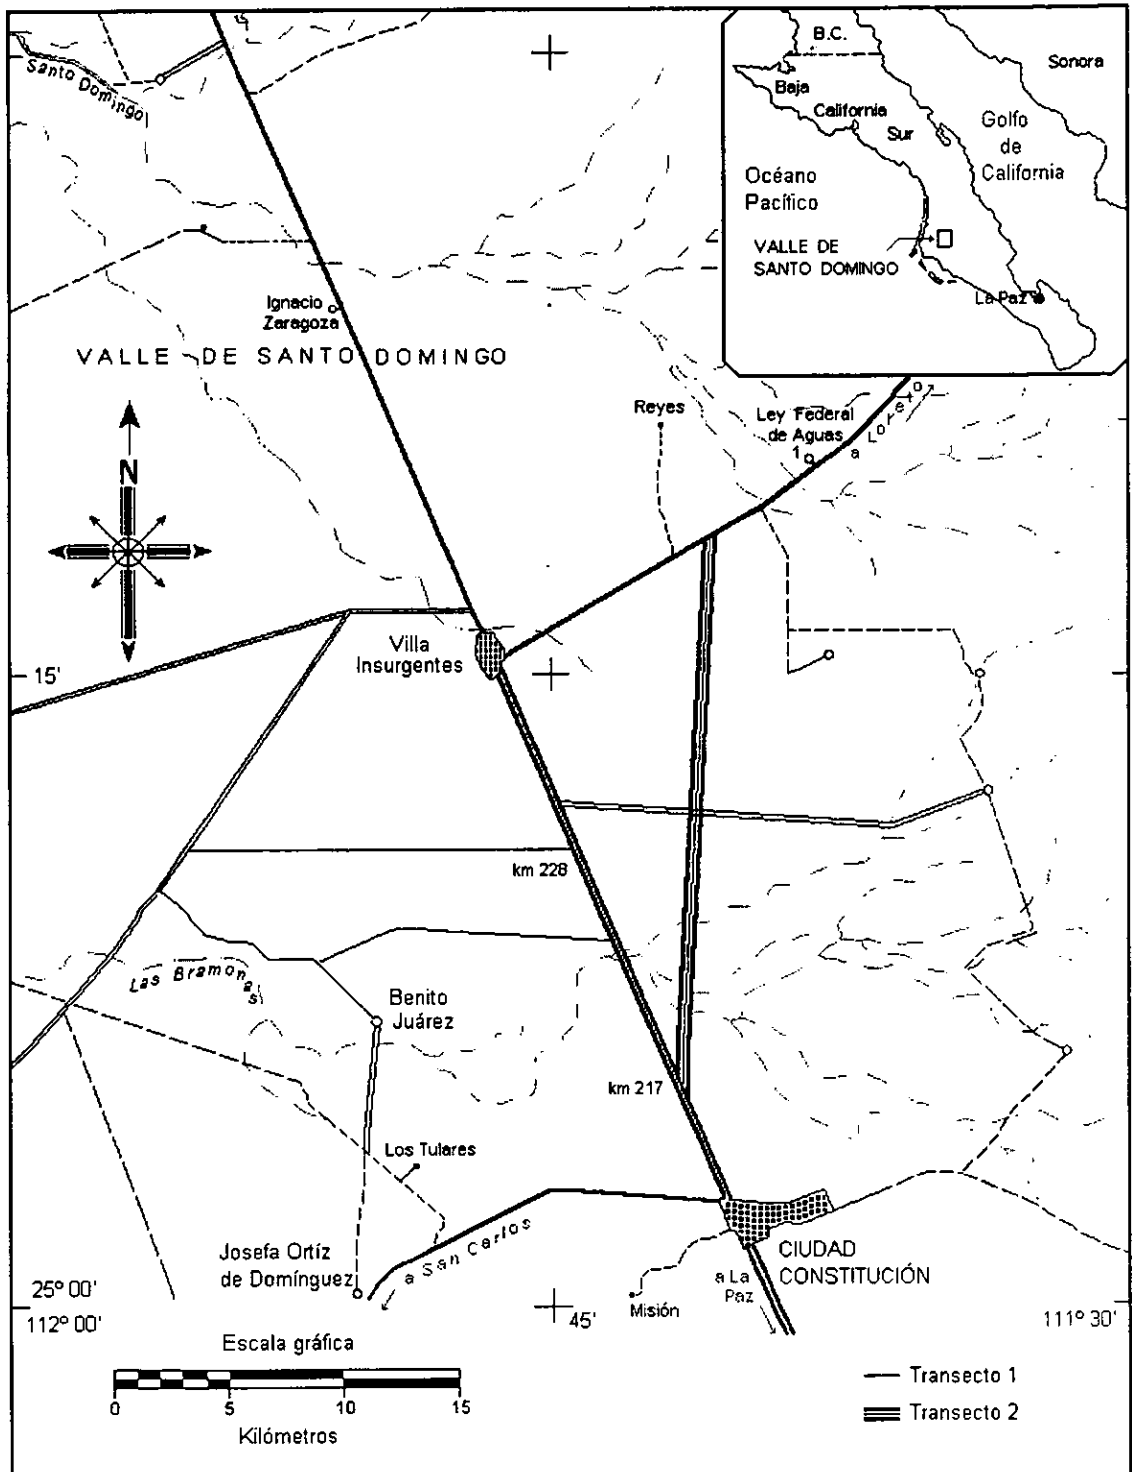 Santo Domingo
B.C.
Sonora
Baja
California
Sur
Golfo
de
California
Océano
Pacífico
VALLE DE
SANTO DOMINGO
La Paz
Ignacio
Zaragoza
VALLE DE SANTO DOMINGO
Reyes
Ley Federal
de Aguas
1
a Loreto
N
Villa
Insurgentes
15'
km 228
Las Bramonas
Benito
Juárez
km 217
Los Tulares
a San Carlos
Josefa Ortíz
de Domínguez
CIUDAD
CONSTITUCIÓN
a La
Paz
Misión
25° 00'
112° 00'
45'
111° 30'
Escala gráfica
0 5 10 15
Kilómetros
Transecto 1
Transecto 2